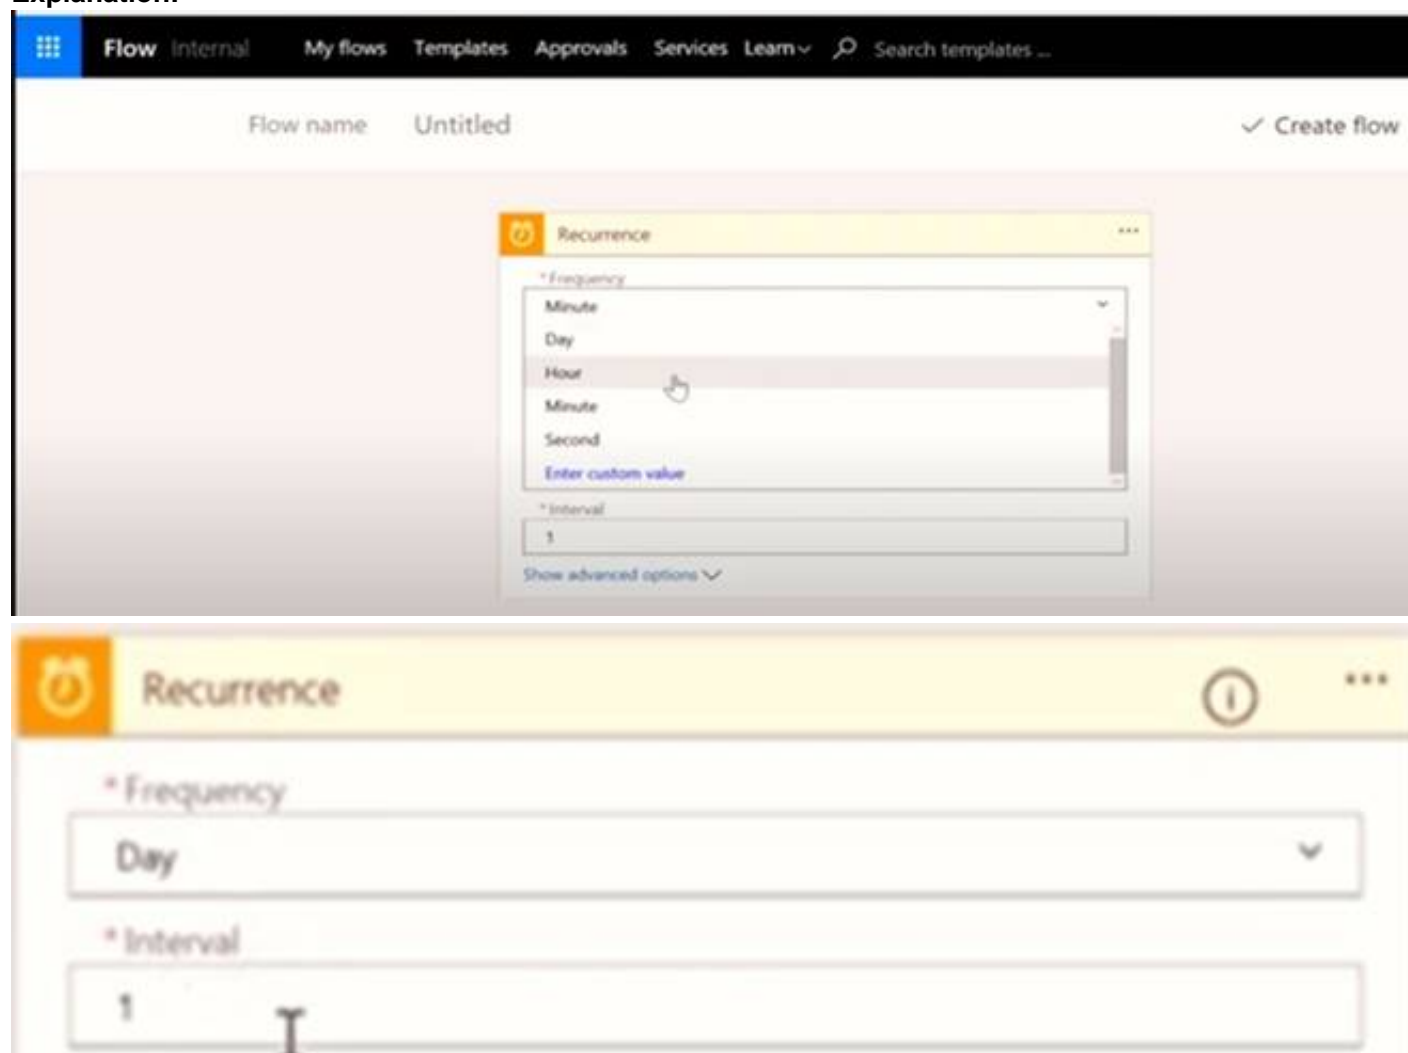 Explanation:
Flow Internal My flows Templates Approvals Services Learn Search templates ...
Flow name Untitled Create flow
Recurrence ...
* Frequency
Minute
Day
Hour
Minute
Second
Enter custom value
* Interval
1
Show advanced options
Recurrence ...
* Frequency
Day
* Interval
1